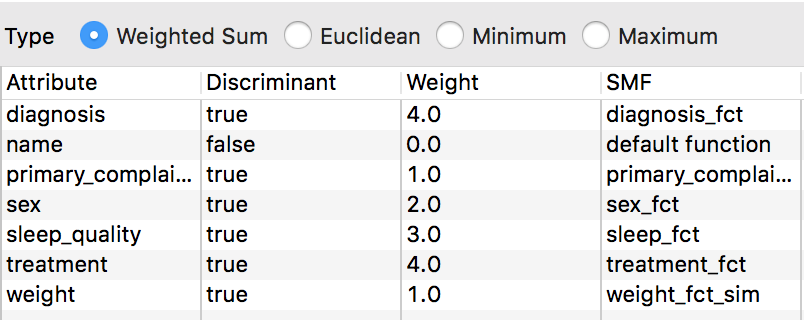 Type Weighted Sum Euclidean Minimum Maximum
Attribute Discriminant Weight SMF
diagnosis true 4.0 diagnosis_fct
name false 0.0 default function
primary_complai... true 1.0 primary_complai...
sex true 2.0 sex_fct
sleep_quality true 3.0 sleep_fct
treatment true 4.0 treatment_fct
weight true 1.0 weight_fct_sim